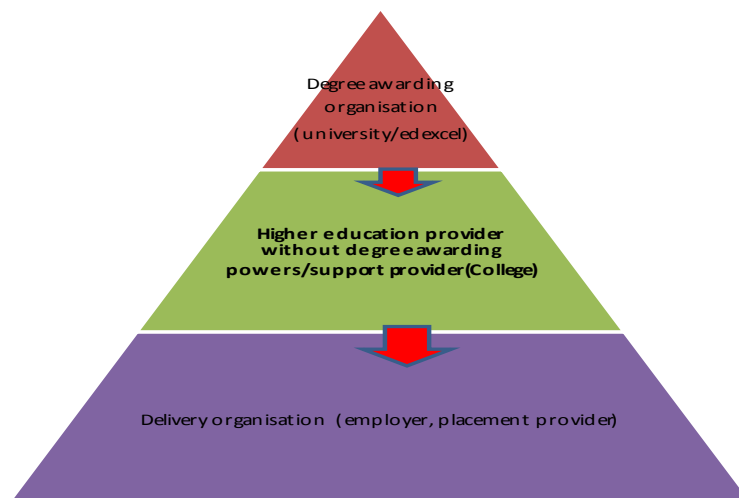 Degree awarding
organisation
(university/edexcel)
Higher education provider
without degree awarding
powers/support provider(College)
Delivery organisation (employer, placement provider)